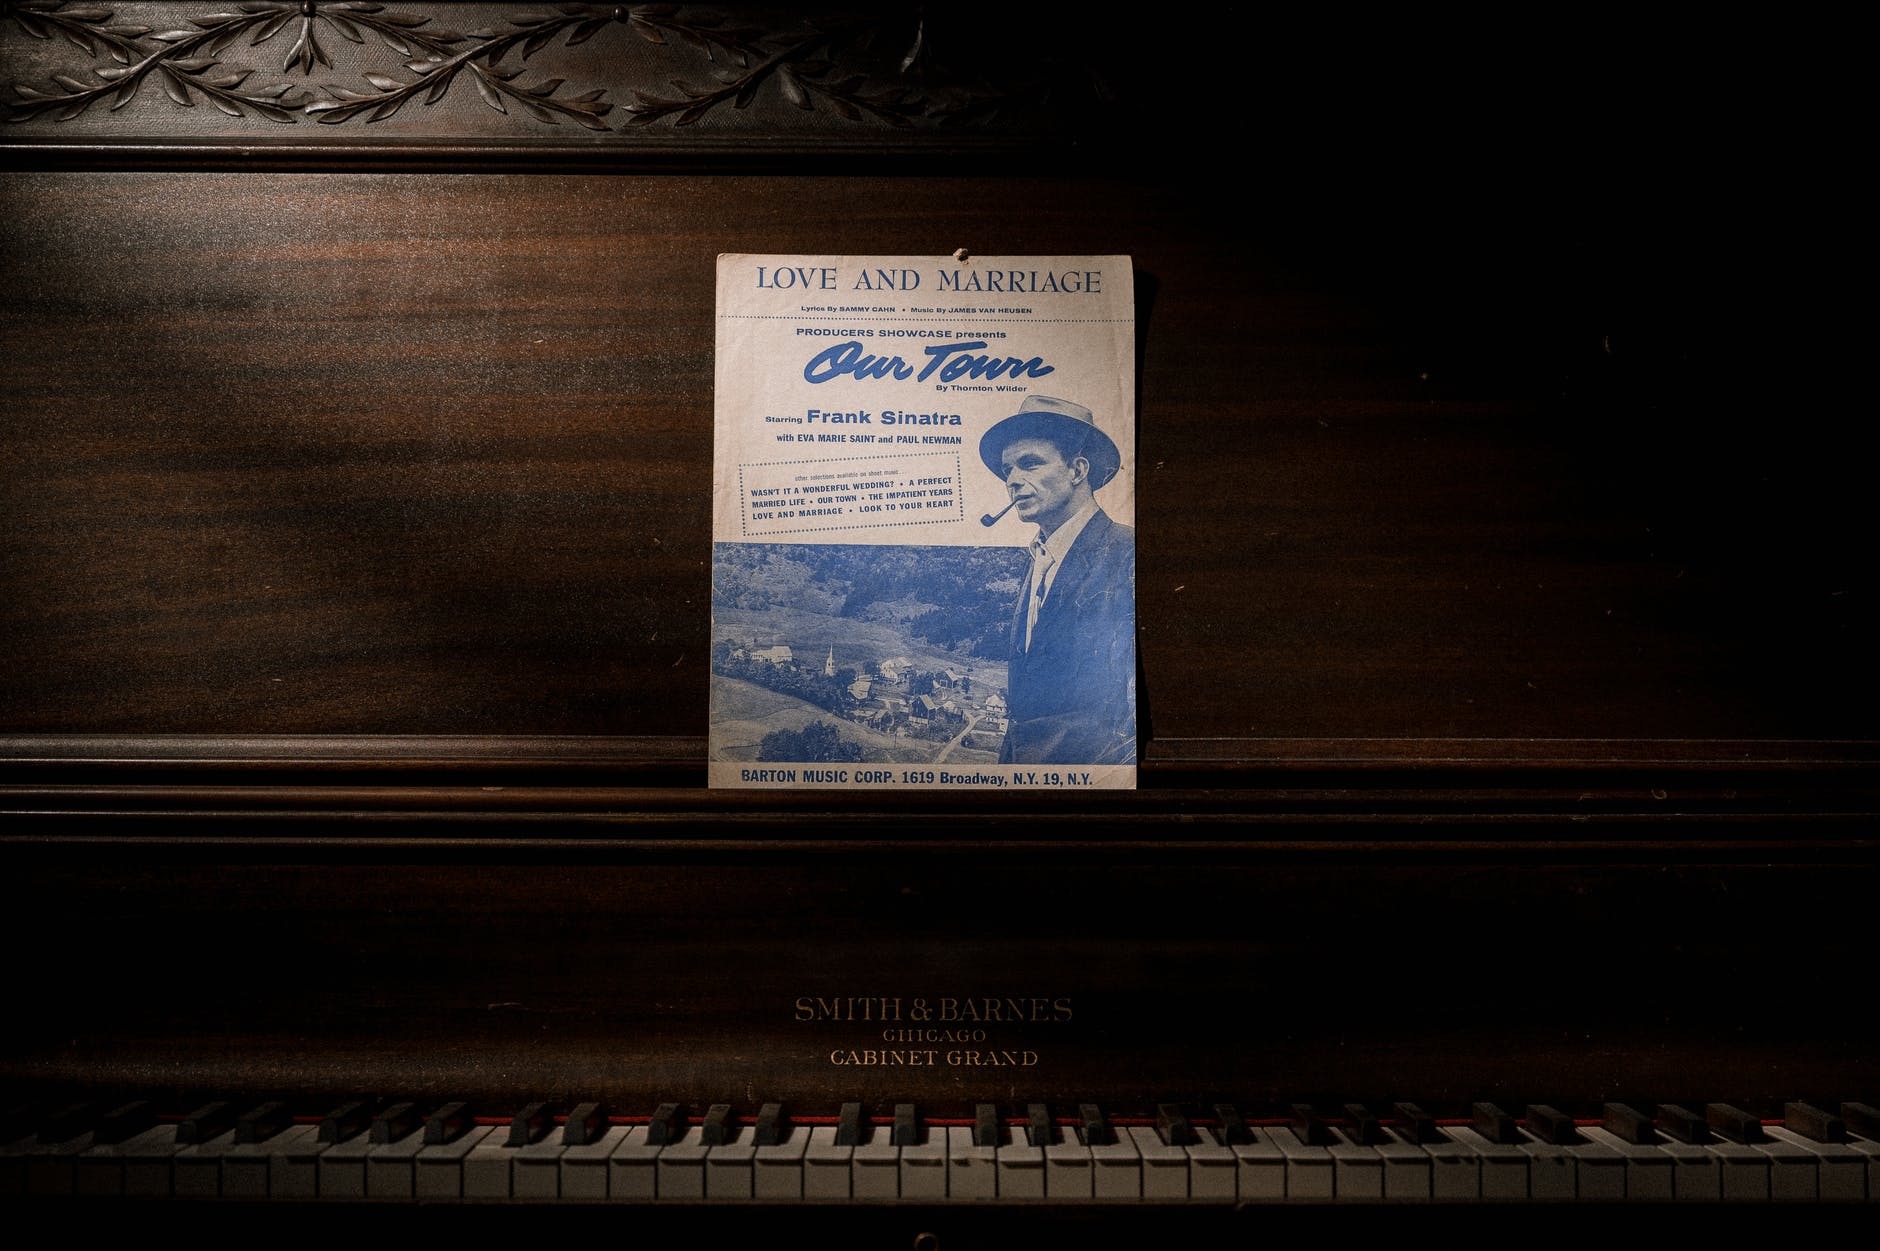 LOVE AND MARRIAGE
Lyrics By SAMMY CAHN • Music By JAMES VAN HEUSEN
PRODUCERS SHOWCASE presents
Our Town
By Thornton Wilder
Starring Frank Sinatra
with EVA MARIE SAINT and PAUL NEWMAN
other selections available on sheet music...
WASN'T IT A WONDERFUL WEDDING? • A PERFECT
MARRIED LIFE • OUR TOWN • THE IMPATIENT YEARS
LOVE AND MARRIAGE • LOOK TO YOUR HEART
BARTON MUSIC CORP. 1619 Broadway, N.Y. 19, N.Y.
SMITH & BARNES
CHICAGO
CABINET GRAND